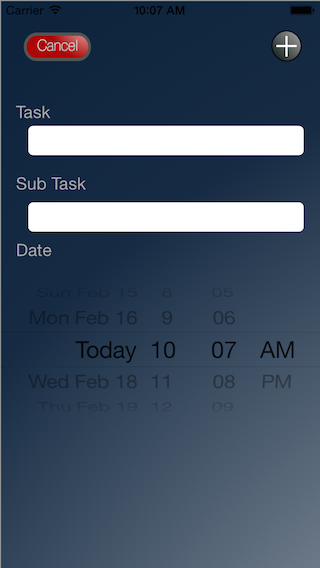 Carrier 10:07 AM
Cancel
Task
Sub Task
Date
Sun Feb 15 8 05
Mon Feb 16 9 06
Today 10 07 AM
Wed Feb 18 11 08 PM
Thu Feb 19 12 09